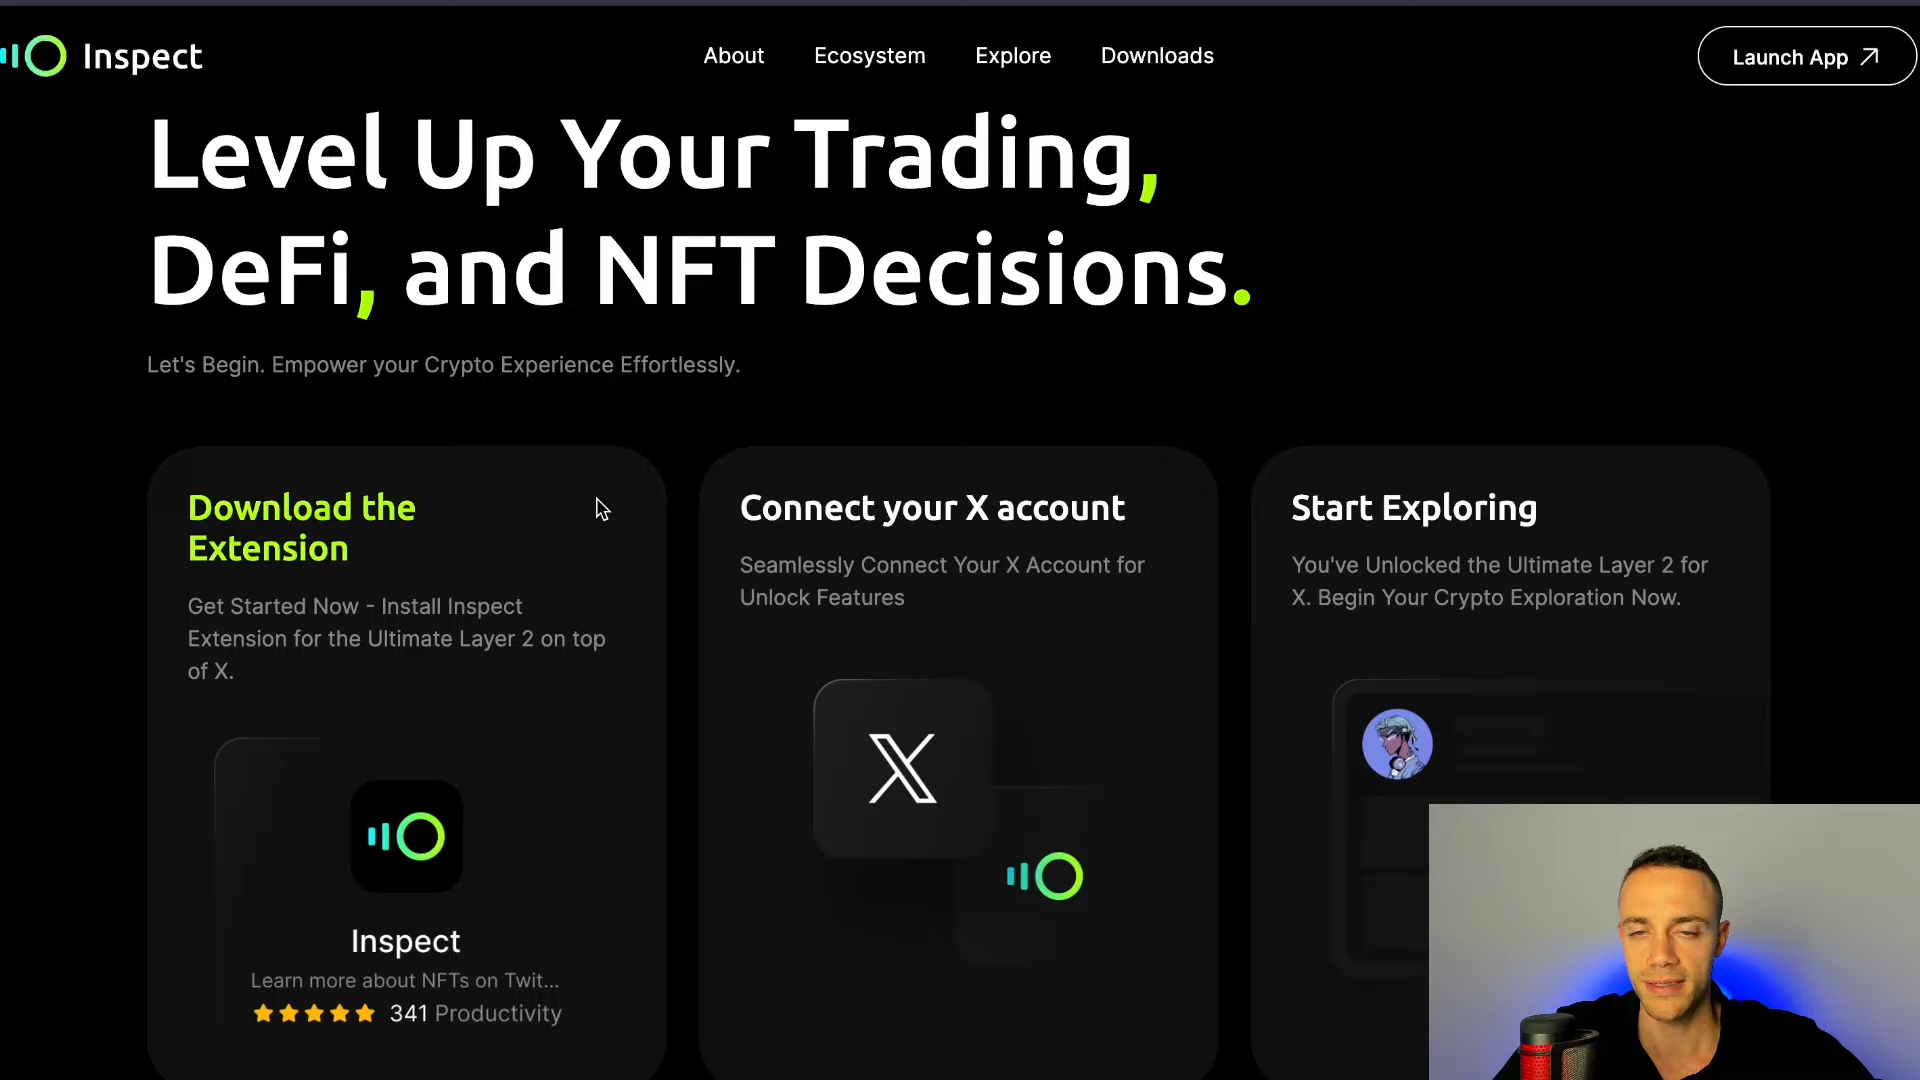 Inspect
About
Ecosystem
Explore
Downloads
Launch App
Level Up Your Trading,
DeFi, and NFT Decisions.
Let's Begin. Empower your Crypto Experience Effortlessly.
Download the
Extension
Get Started Now - Install Inspect
Extension for the Ultimate Layer 2 on top
of X.
Inspect
Learn more about NFTs on Twit...
341 Productivity
Connect your X account
Seamlessly Connect Your X Account for
Unlock Features
Start Exploring
You've Unlocked the Ultimate Layer 2 for
X. Begin Your Crypto Exploration Now.